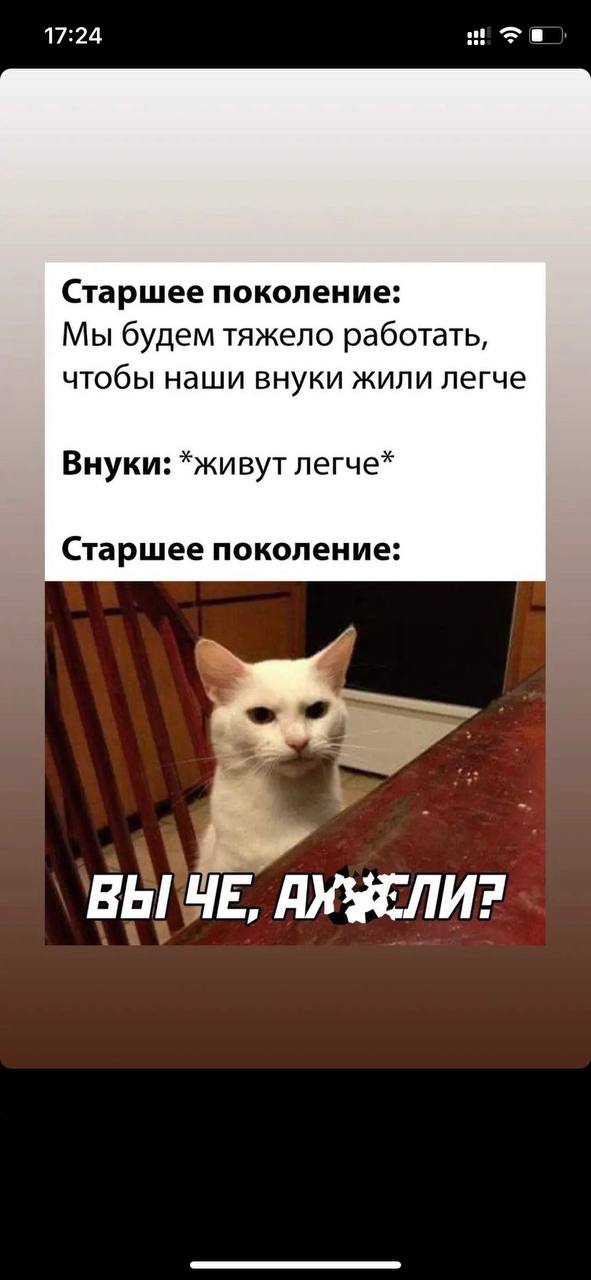 17:24
Старшее поколение:
Мы будем тяжело работать,
чтобы наши внуки жили легче
Внуки: *живут легче*
Старшее поколение:
ВЫ ЧЕ,